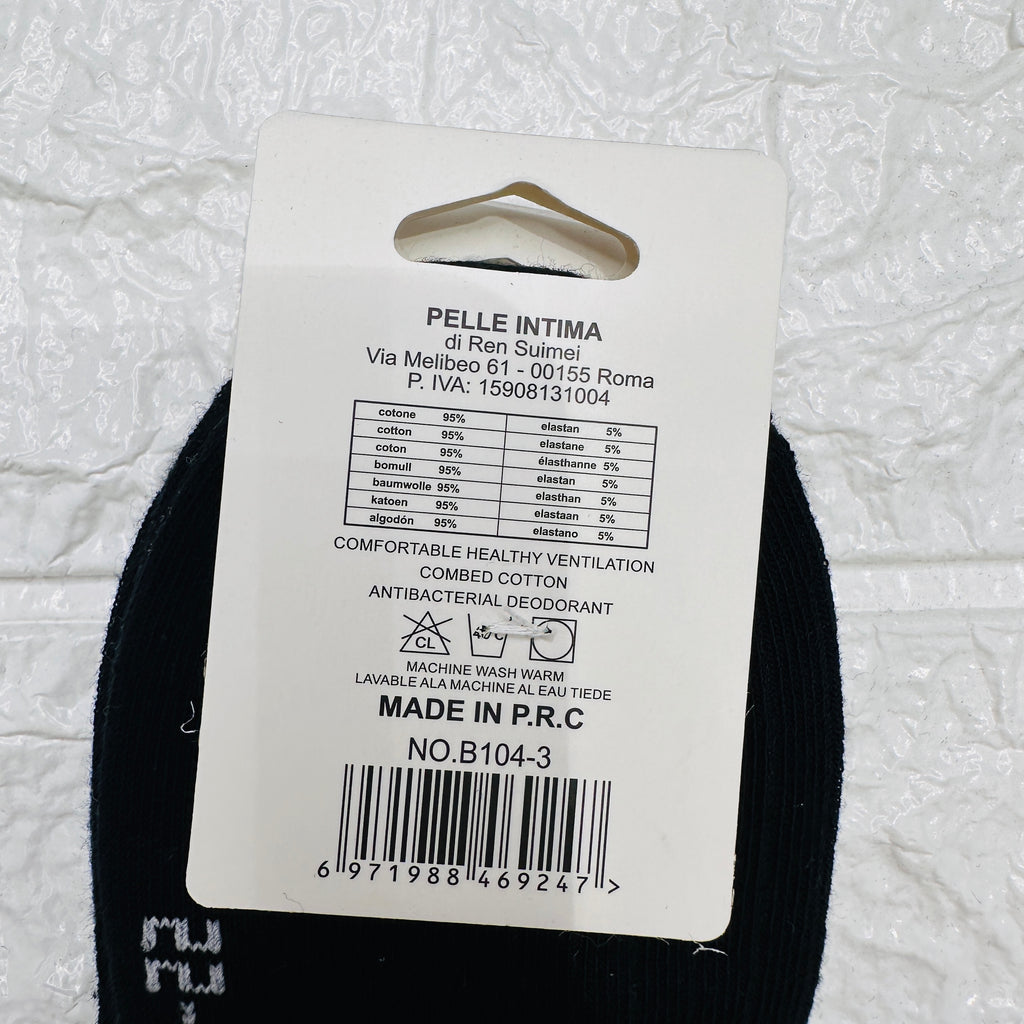 PELLE INTIMA
di Ren Suimei
Via Melibeo 61 - 00155 Roma
P. IVA: 15908131004
cotone 95% elastan 5%
cotton 95% elastane 5%
coton 95% élasthanne 5%
bomull 95% elastan 5%
baumwolle 95% elasthan 5%
katoen 95% elastaan 5%
algodón 95% elastano 5%
COMFORTABLE HEALTHY VENTILATION
COMBED COTTON
ANTIBACTERIAL DEODORANT
CL
MACHINE WASH WARM
LAVABLE ALA MACHINE AL EAU TIEDE
MADE IN P.R.C
NO.B104-3
6 971988 469247 >